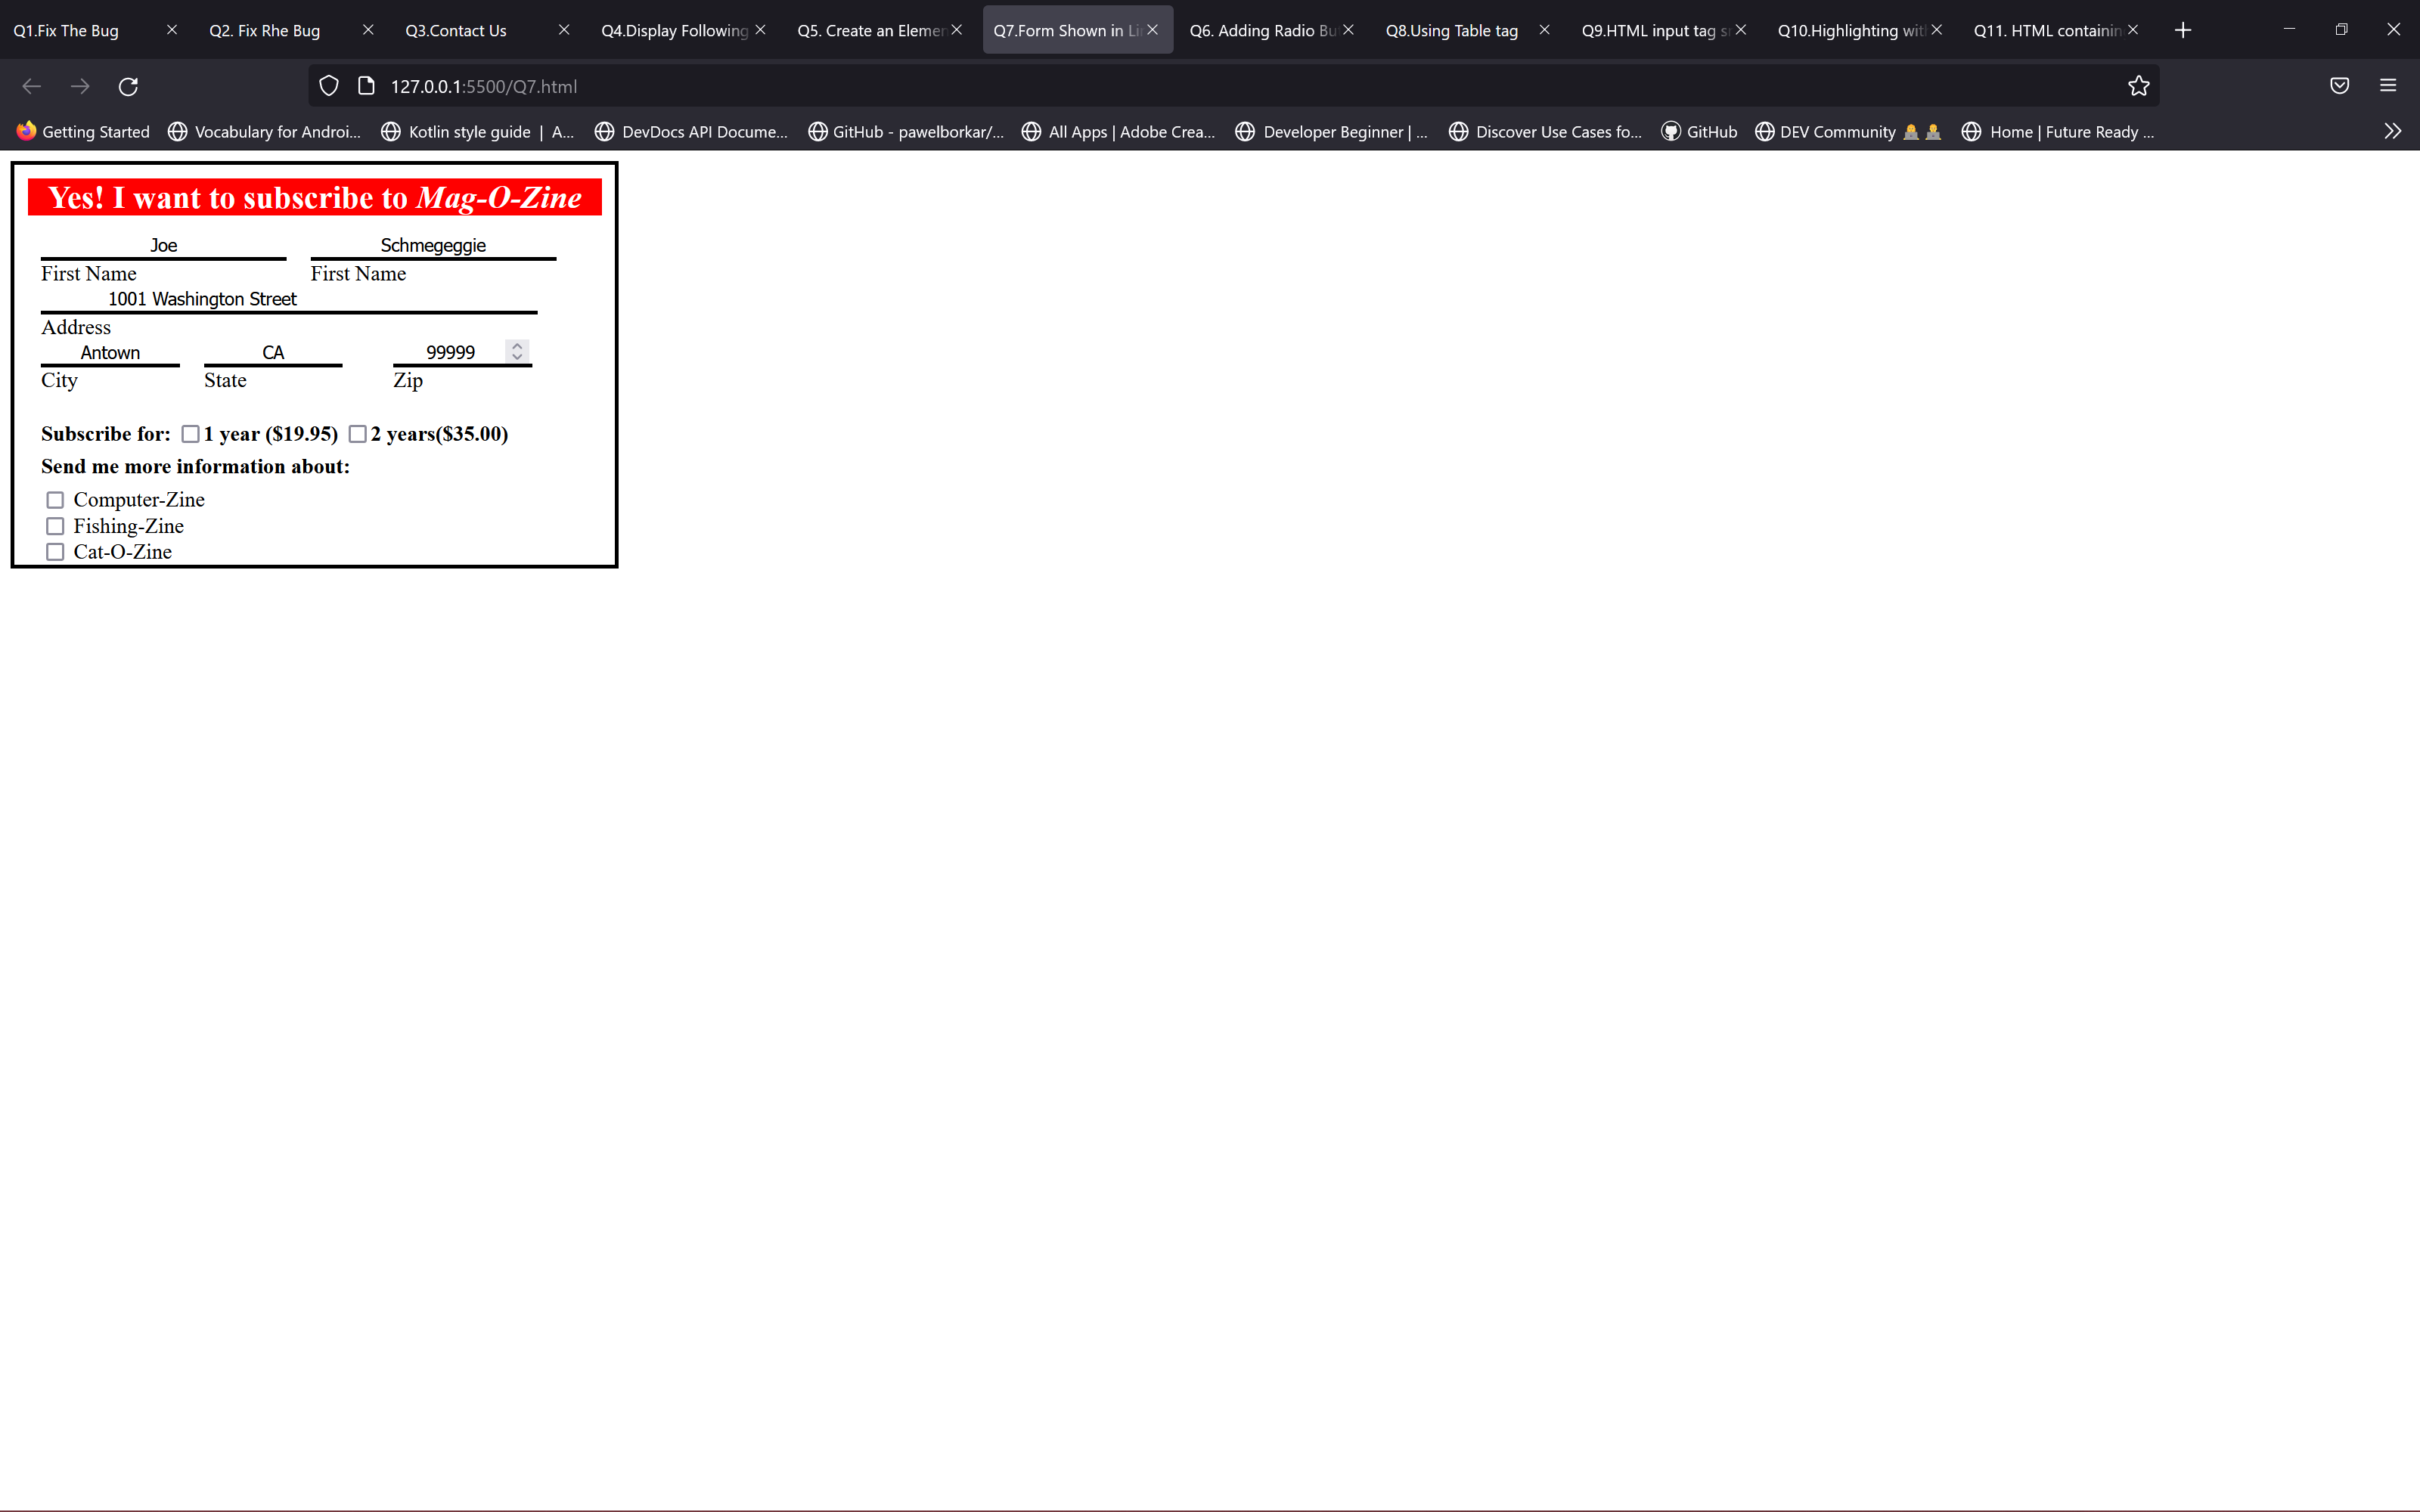 Q1.Fix The Bug Q2. Fix Rhe Bug Q3.Contact Us Q4.Display Following Q5. Create an Elemen Q7.Form Shown in Li Q6. Adding Radio Bu Q8.Using Table tag Q9.HTML input tag s Q10.Highlighting wit Q11. HTML containin
127.0.0.1:5500/Q7.html
Getting Started Vocabulary for Androi... Kotlin style guide | A... DevDocs API Docume... GitHub - pawelborkar/... All Apps | Adobe Crea... Developer Beginner | ... Discover Use Cases fo... GitHub DEV Community Home | Future Ready ...
Yes! I want to subscribe to Mag-O-Zine
Joe Schmegeggie
First Name First Name
1001 Washington Street
Address
Antown CA 99999
City State Zip
Subscribe for: 1 year ($19.95) 2 years($35.00)
Send me more information about:
Computer-Zine
Fishing-Zine
Cat-O-Zine